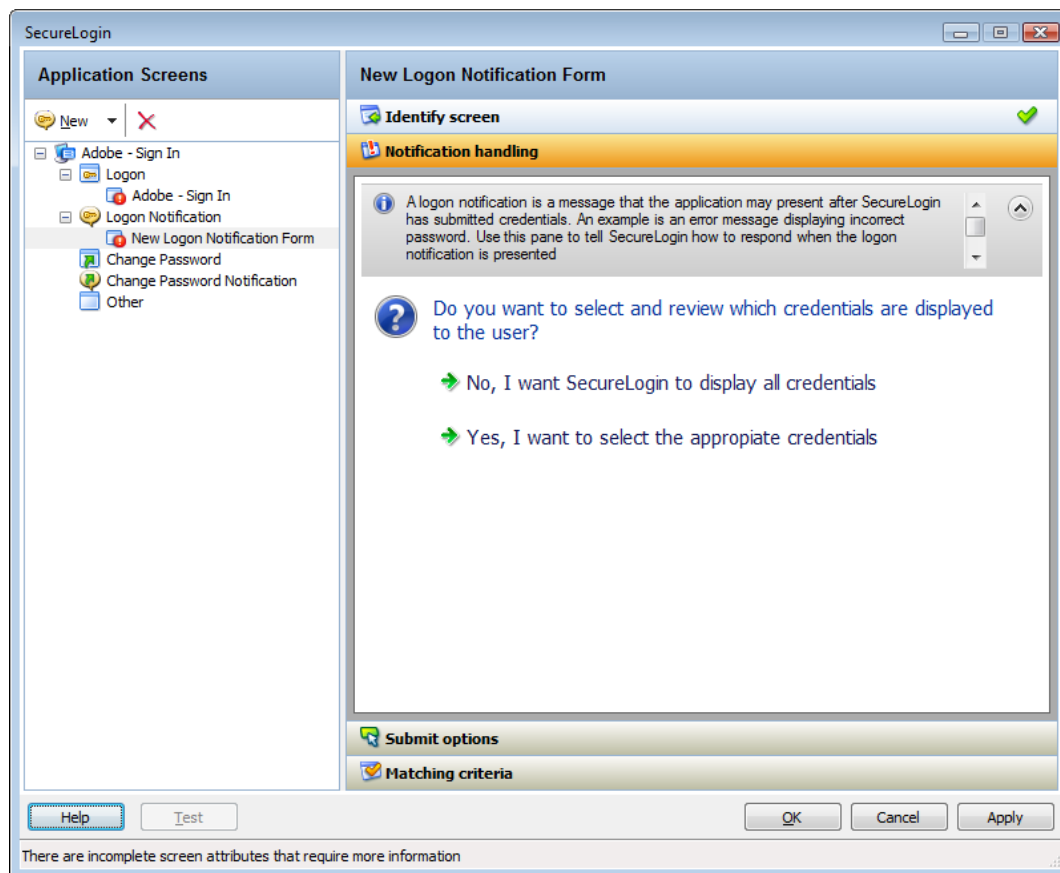 SecureLogin
Application Screens
New
Adobe - Sign In
Logon
Adobe - Sign In
Logon Notification
New Logon Notification Form
Change Password
Change Password Notification
Other
New Logon Notification Form
Identify screen
Notification handling
A logon notification is a message that the application may present after SecureLogin
has submitted credentials. An example is an error message displaying incorrect
password. Use this pane to tell SecureLogin how to respond when the logon
notification is presented
Do you want to select and review which credentials are displayed
to the user?
No, I want SecureLogin to display all credentials
Yes, I want to select the appropiate credentials
Submit options
Matching criteria
Help
Test
OK
Cancel
Apply
There are incomplete screen attributes that require more information